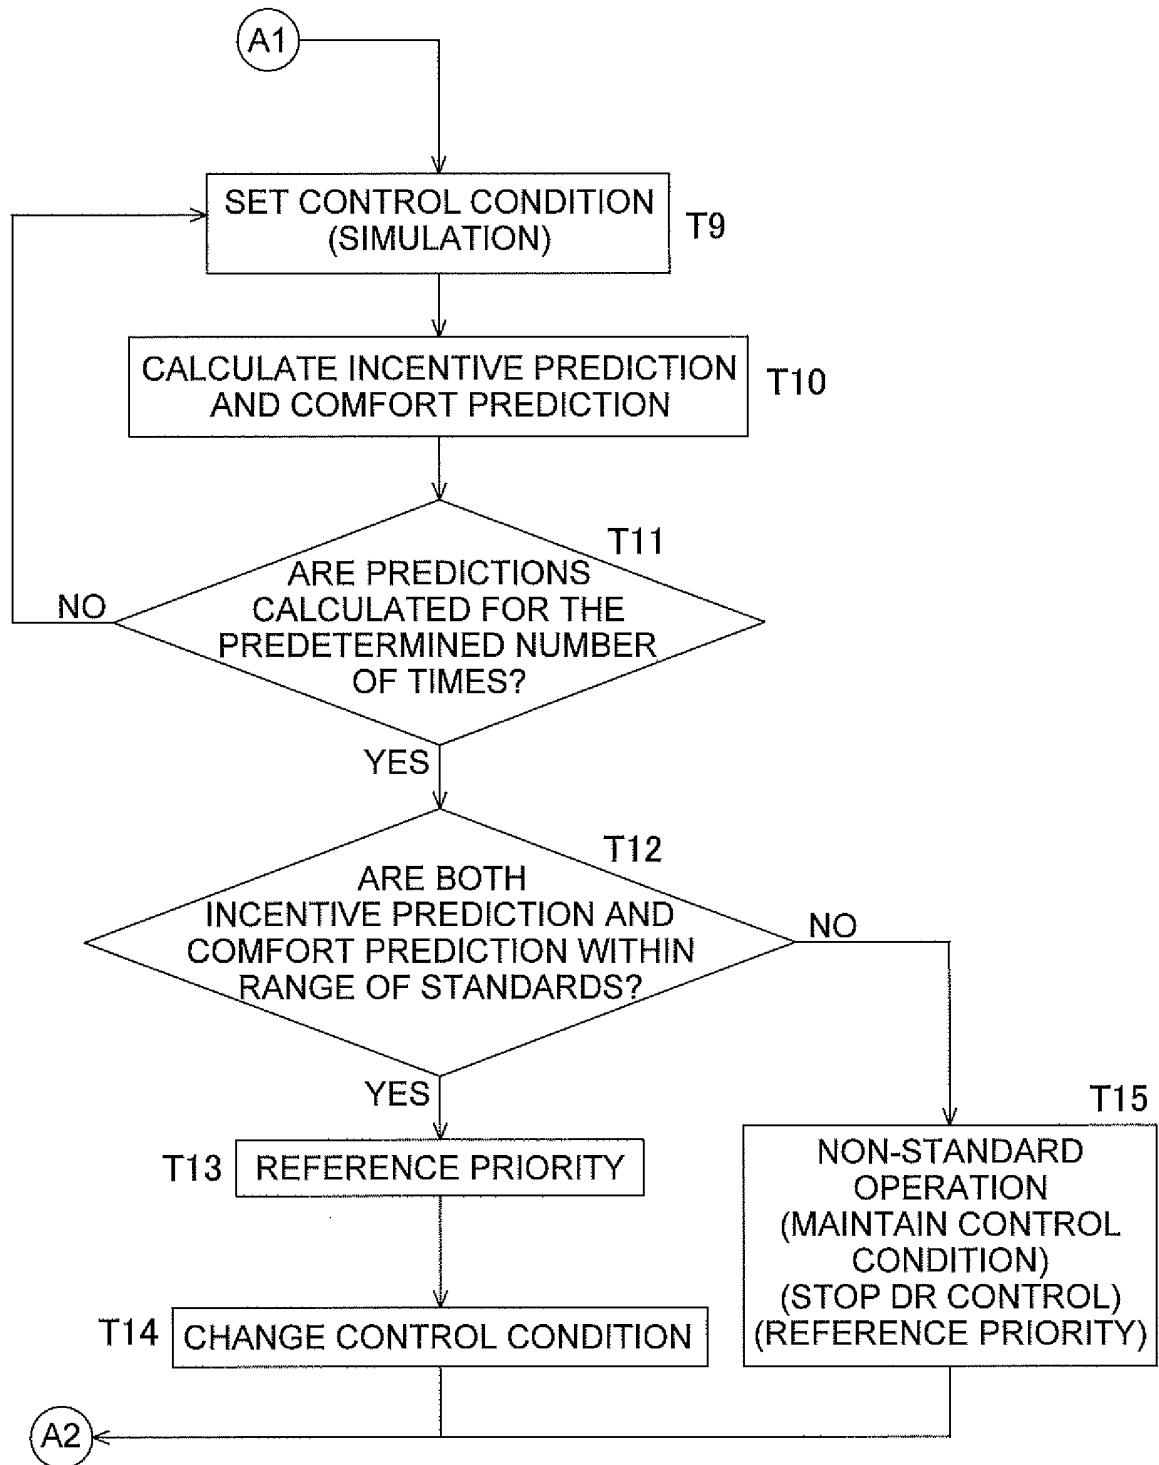 A1
SET CONTROL CONDITION
(SIMULATION)
T9
CALCULATE INCENTIVE PREDICTION
AND COMFORT PREDICTION
T10
T11
ARE PREDICTIONS
CALCULATED FOR THE
PREDETERMINED NUMBER
OF TIMES?
NO
YES
T12
ARE BOTH
INCENTIVE PREDICTION AND
COMFORT PREDICTION WITHIN
RANGE OF STANDARDS?
NO
YES
T13
REFERENCE PRIORITY
T14
CHANGE CONTROL CONDITION
T15
NON-STANDARD
OPERATION
(MAINTAIN CONTROL
CONDITION)
(STOP DR CONTROL)
(REFERENCE PRIORITY)
A2